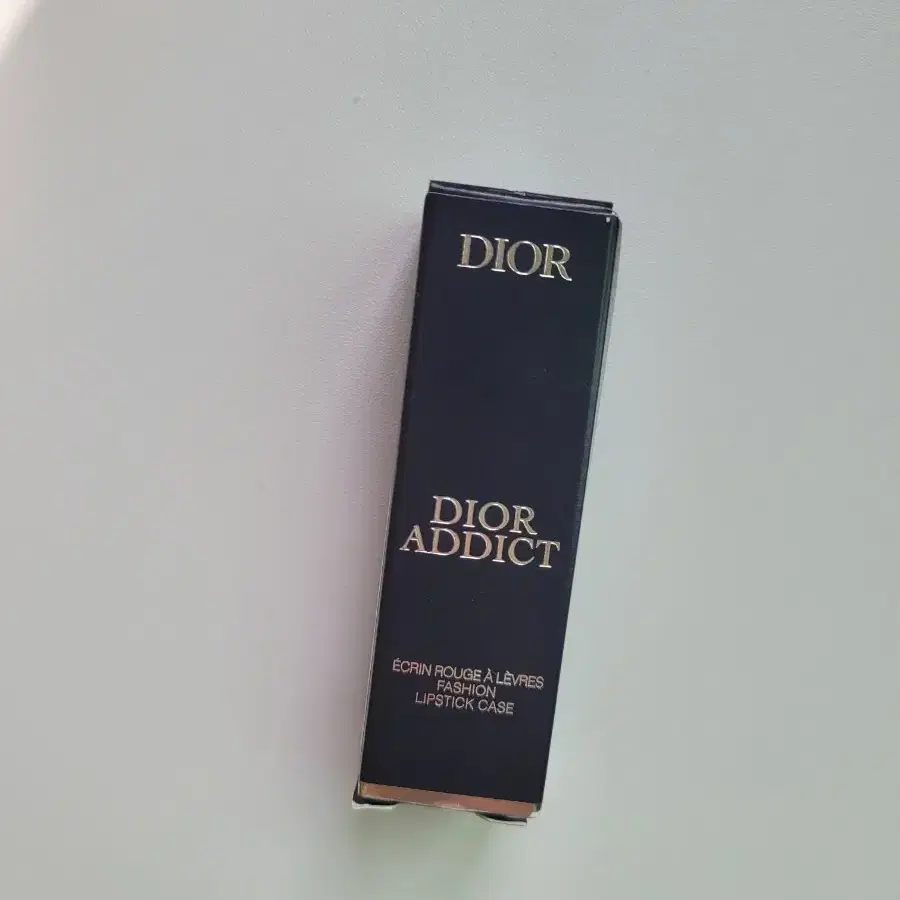 DIOR
DIOR
ADDICT
ÉCRIN ROUGE À LÈVRES
FASHION
LIPSTICK CASE